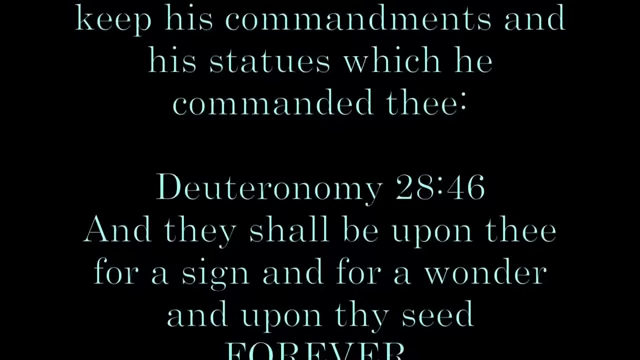 keep his commandments and
his statues which he
commanded thee:
Deuteronomy 28:46
And they shall be upon thee
for a sign and for a wonder
and upon thy seed
FOREVER